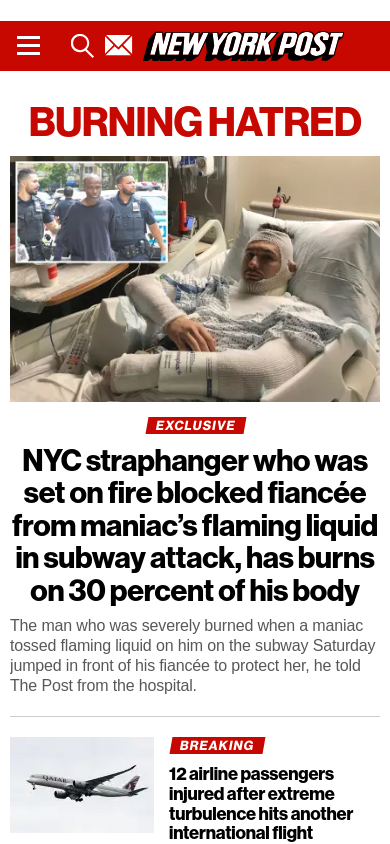 NEW YORK POST
BURNING HATRED
EXCLUSIVE
NYC straphanger who was
set on fire blocked fiancée
from maniac’s flaming liquid
in subway attack, has burns
on 30 percent of his body
The man who was severely burned when a maniac
tossed flaming liquid on him on the subway Saturday
jumped in front of his fiancée to protect her, he told
The Post from the hospital.
QATAR
BREAKING
12 airline passengers
injured after extreme
turbulence hits another
international flight